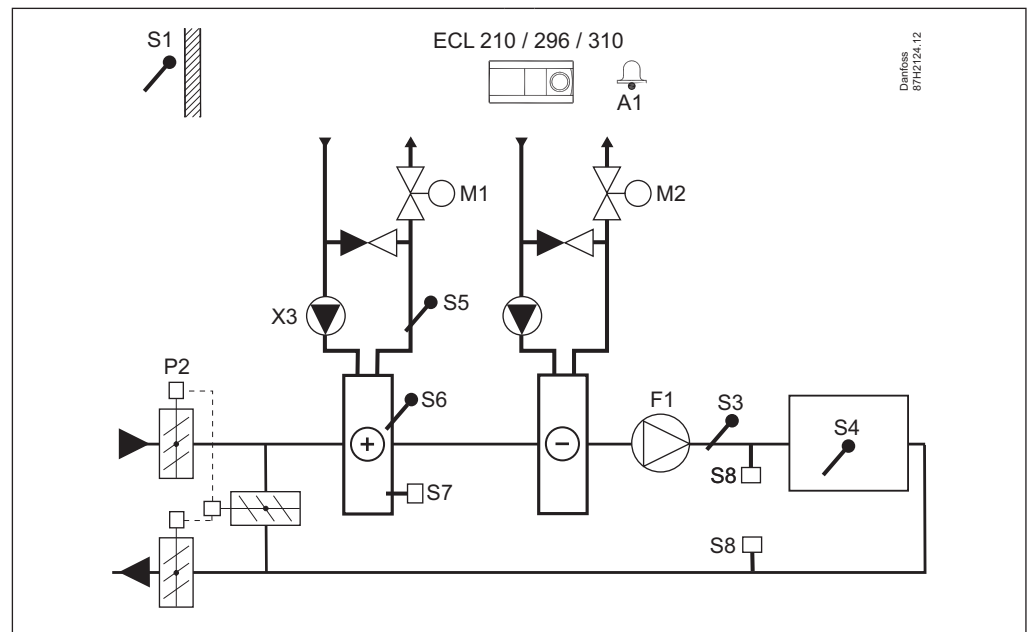 S1
ECL 210 / 296 / 310
A1
Danfoss
87H2124.12
M1
M2
X3
S5
P2
S6
F1
S3
S4
+
−
S8
S7
S8